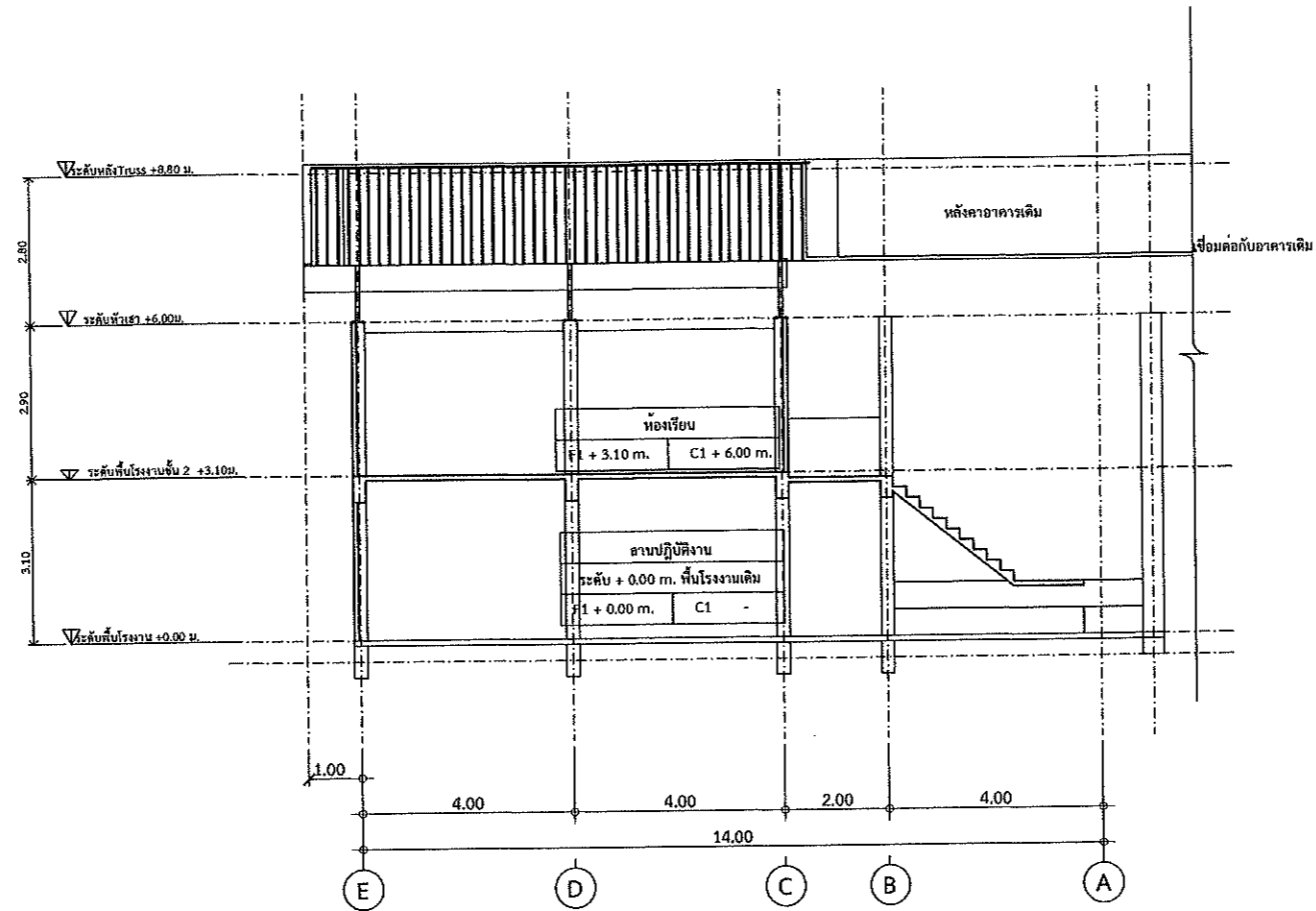 ระดับหลังTruss +8.80 ม.
2.80
หลังคาอาคารเดิม
เชื่อมต่อกับอาคารเดิม
ระดับหัวเสา +6.00ม.
2.90
ห้องเรียน
F1 + 3.10 m. C1 + 6.00 m.
ระดับพื้นโรงงานชั้น 2 +3.10ม.
3.10
ลานปฏิบัติงาน
ระดับ + 0.00 m. พื้นโรงงานเดิม
F1 + 0.00 m. C1 -
ระดับพื้นโรงงาน +0.00 ม.
1.00
4.00 4.00 2.00 4.00
14.00
E D C B A